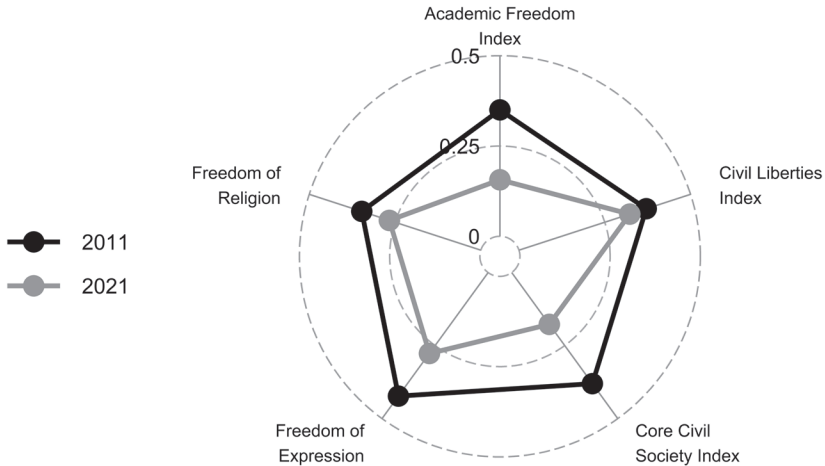 Academic Freedom
Index
0.5
0.25
0
Freedom of
Religion
Civil Liberties
Index
2011
2021
Freedom of
Expression
Core Civil
Society Index